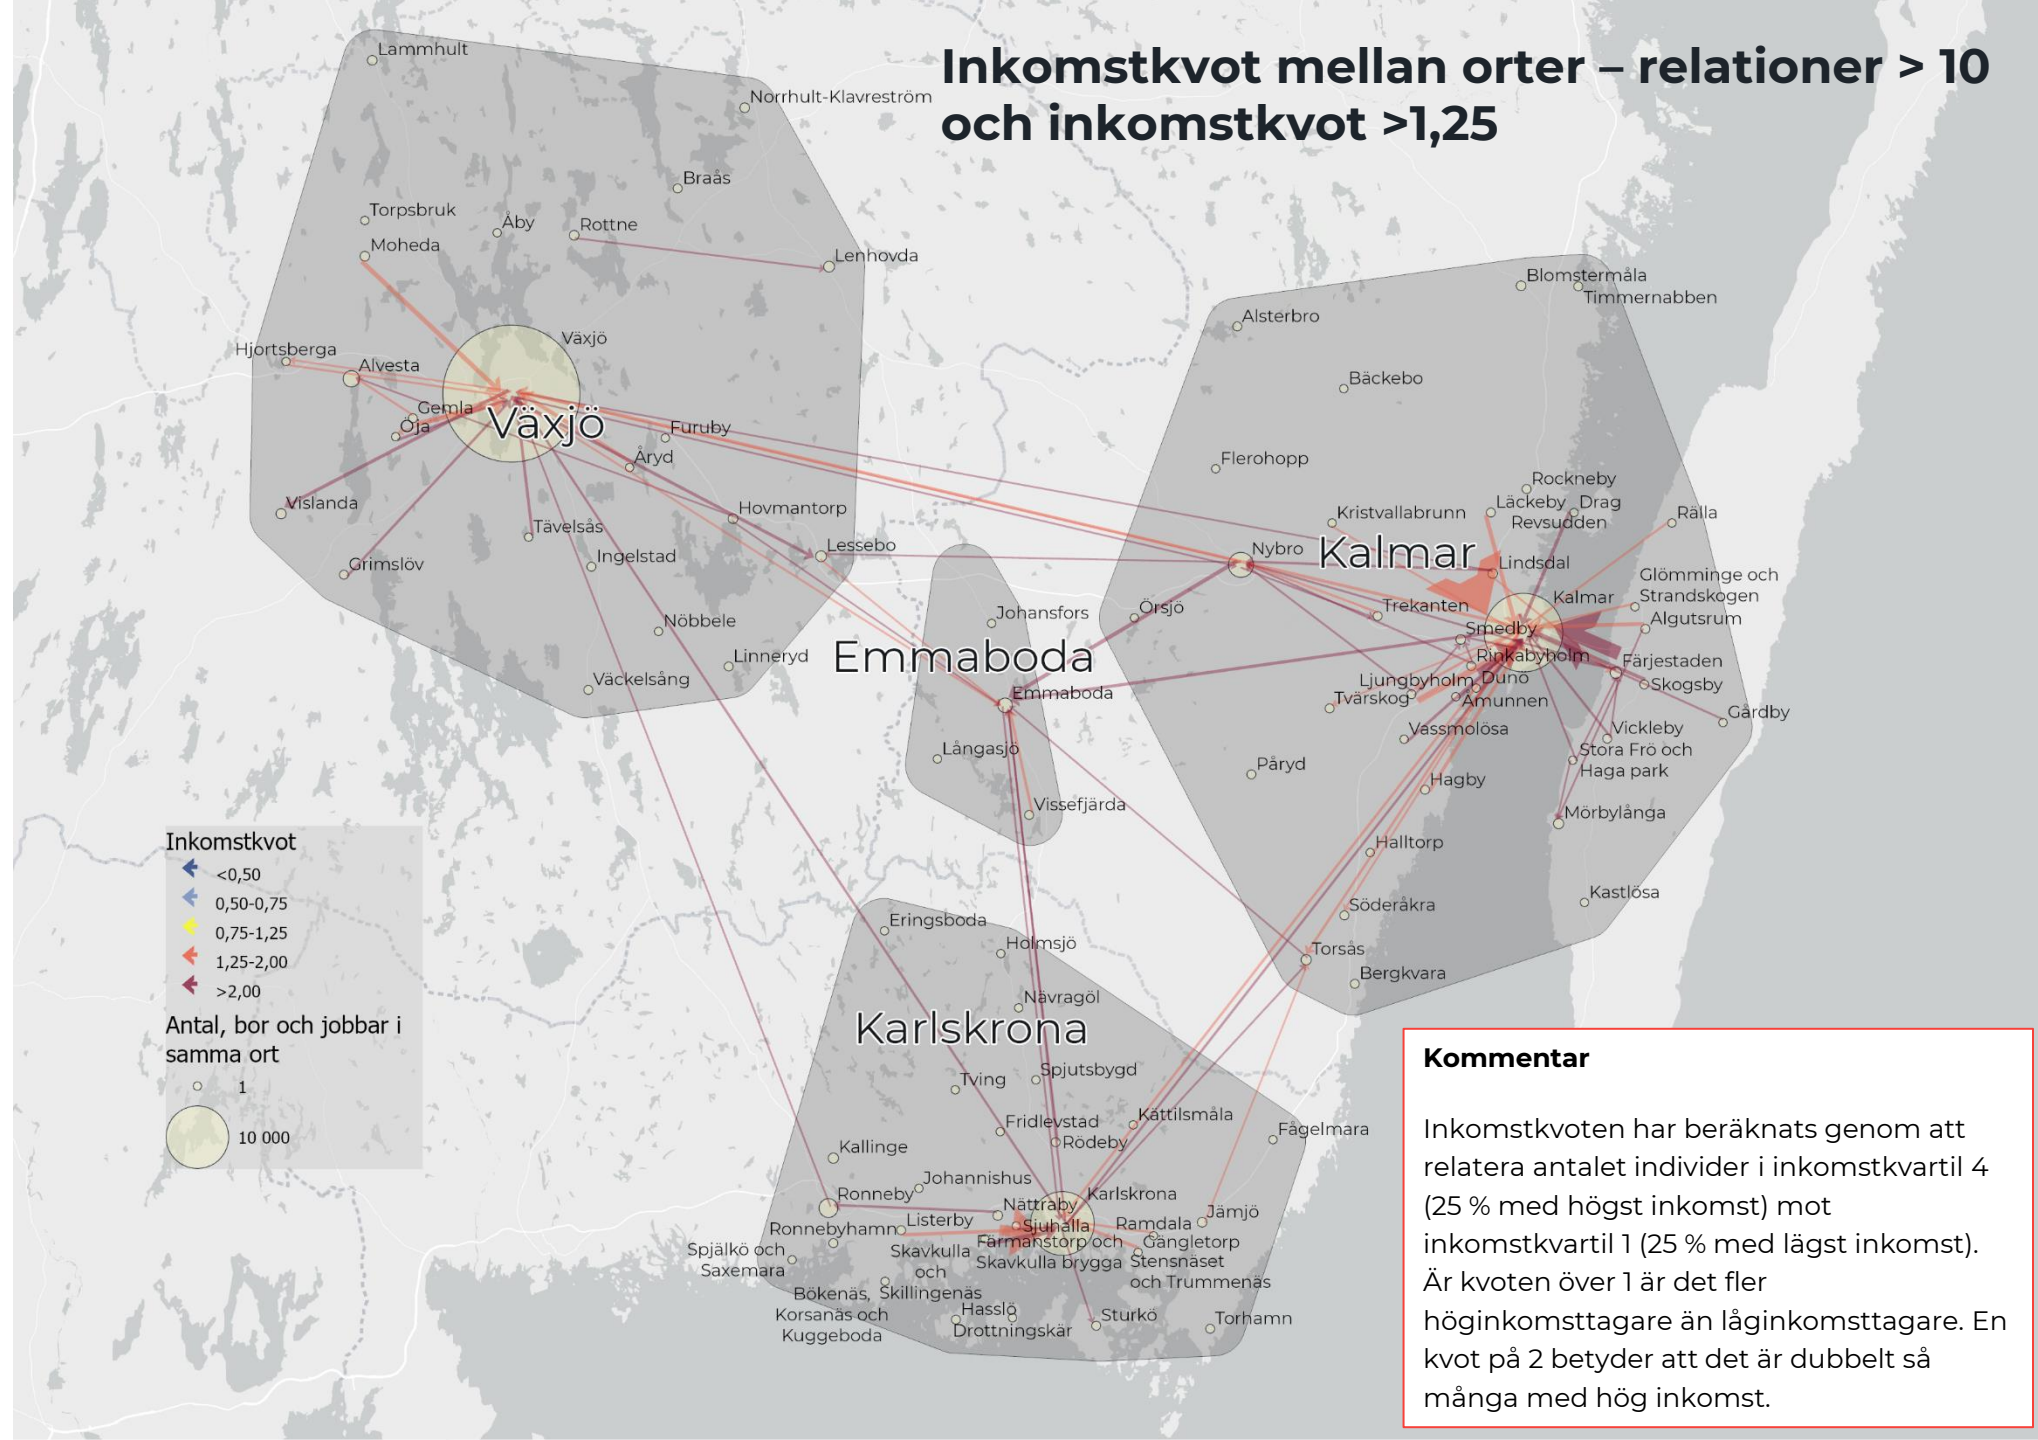 Inkomstkvot mellan orter – relationer > 10
och inkomstkvot >1,25
Lammhult
Norrhult-Klavreström
Braås
Torpsbruk
Åby
Rottne
Moheda
Lenhovda
Växjö
Hjortsberga
Alvesta
Gemla
Öja
Växjö
Furuby
Åryd
Vislanda
Hovmantorp
Tävelsås
Lessebo
Ingelstad
Grimslöv
Nöbbele
Linneryd
Väckelsång
Blomstermåla
Timmernabben
Alsterbro
Bäckebo
Flerohopp
Rockneby
Läckeby
Drag
Revsudden
Rälla
Kristvallabrunn
Nybro
Kalmar
Lindsdal
Glömminge och
Strandskogen
Kalmar
Örsjö
Trekanten
Algutsrum
Smedby
Rinkabyholm
Färjestaden
Ljungbyholm
Dunö
Skogsby
Tvärskog
Åmunnen
Gårdby
Vassmolösa
Vickleby
Stora Frö och
Haga park
Påryd
Hagby
Mörbylånga
Halltorp
Kastlösa
Söderåkra
Torsås
Bergkvara
Johansfors
Emmaboda
Emmaboda
Långasjö
Vissefjärda
Eringsboda
Holmsjö
Nävragöl
Karlskrona
Tving
Spjutsbygd
Fridlevstad
Rödeby
Kättilsmåla
Fågelmara
Kallinge
Johannishus
Ronneby
Nättraby
Karlskrona
Listerby
Ronnebyhamn
Sjuhalla
Ramdala
Jämjö
Färmanstorp och
Skavkulla brygga
Gängletorp
Spjälkö och
Saxemara
Skavkulla
och
Skillingenäs
Stensnäset
och Trummenäs
Bökenäs,
Korsanäs och
Kuggeboda
Hasslö
Drottningskär
Sturkö
Torhamn
Inkomstkvot
<0,50
0,50-0,75
0,75-1,25
1,25-2,00
>2,00
Antal, bor och jobbar i
samma ort
1
10 000
Kommentar
Inkomstkvoten har beräknats genom att
relatera antalet individer i inkomstkvartil 4
(25 % med högst inkomst) mot
inkomstkvartil 1 (25 % med lägst inkomst).
Är kvoten över 1 är det fler
höginkomsttagare än låginkomsttagare. En
kvot på 2 betyder att det är dubbelt så
många med hög inkomst.